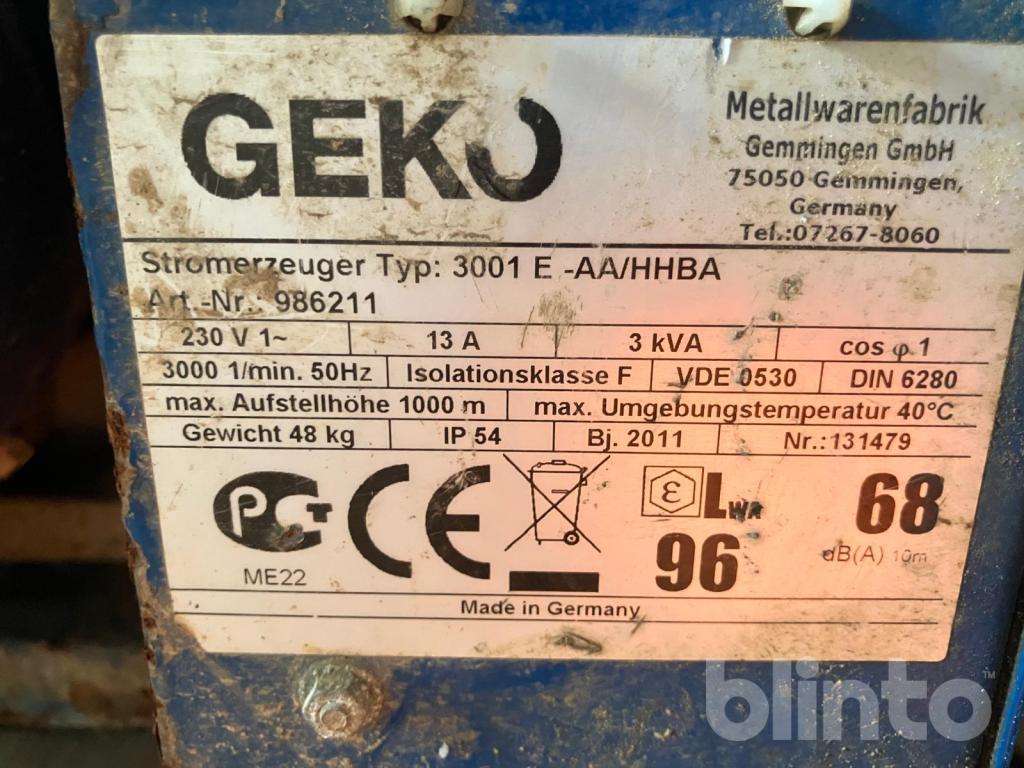 GEKO
Metallwarenfabrik
Gemmingen GmbH
75050 Gemmingen,
Germany
Tel.:07267-8060
Stromerzeuger Typ: 3001 E -AA/HHBA
Art.-Nr.: 986211
230 V 1~ 13 A 3 kVA cos φ 1
3000 1/min. 50Hz Isolationsklasse F VDE 0530 DIN 6280
max. Aufstellhöhe 1000 m max. Umgebungstemperatur 40°C
Gewicht 48 kg IP 54 Bj. 2011 Nr.:131479
PCT CE ε LWA 68
96 dB(A) 10m
ME22
Made in Germany
blinto™